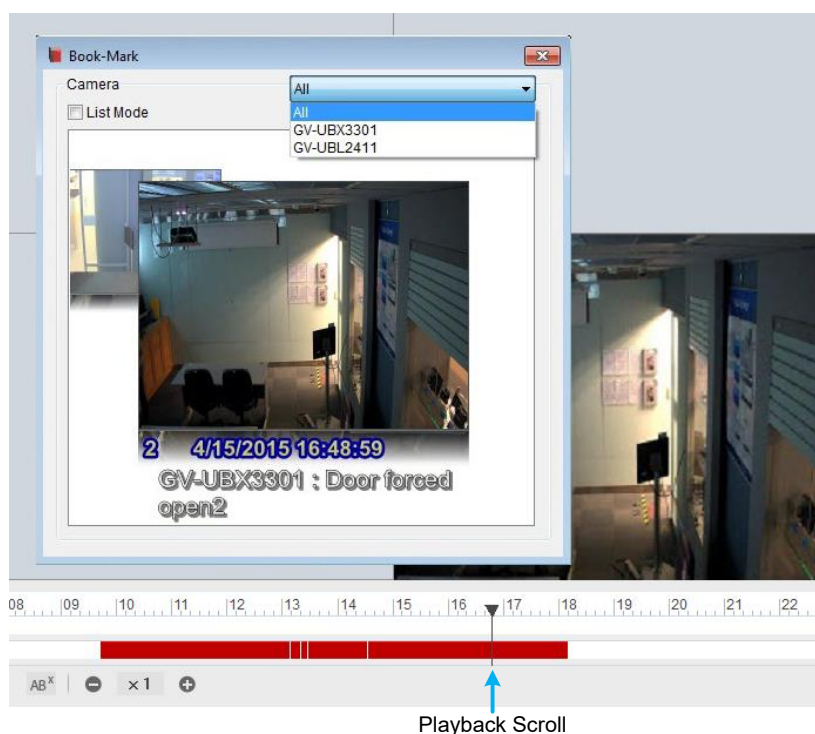 Book-Mark
Camera
All
List Mode
All
GV-UBX3301
GV-UBL2411
2 4/15/2015 16:48:59
GV-UBX3301 : Door forced
open2
08 09 10 11 12 13 14 15 16 17 18 19 20 21 22
ABX × 1
Playback Scroll